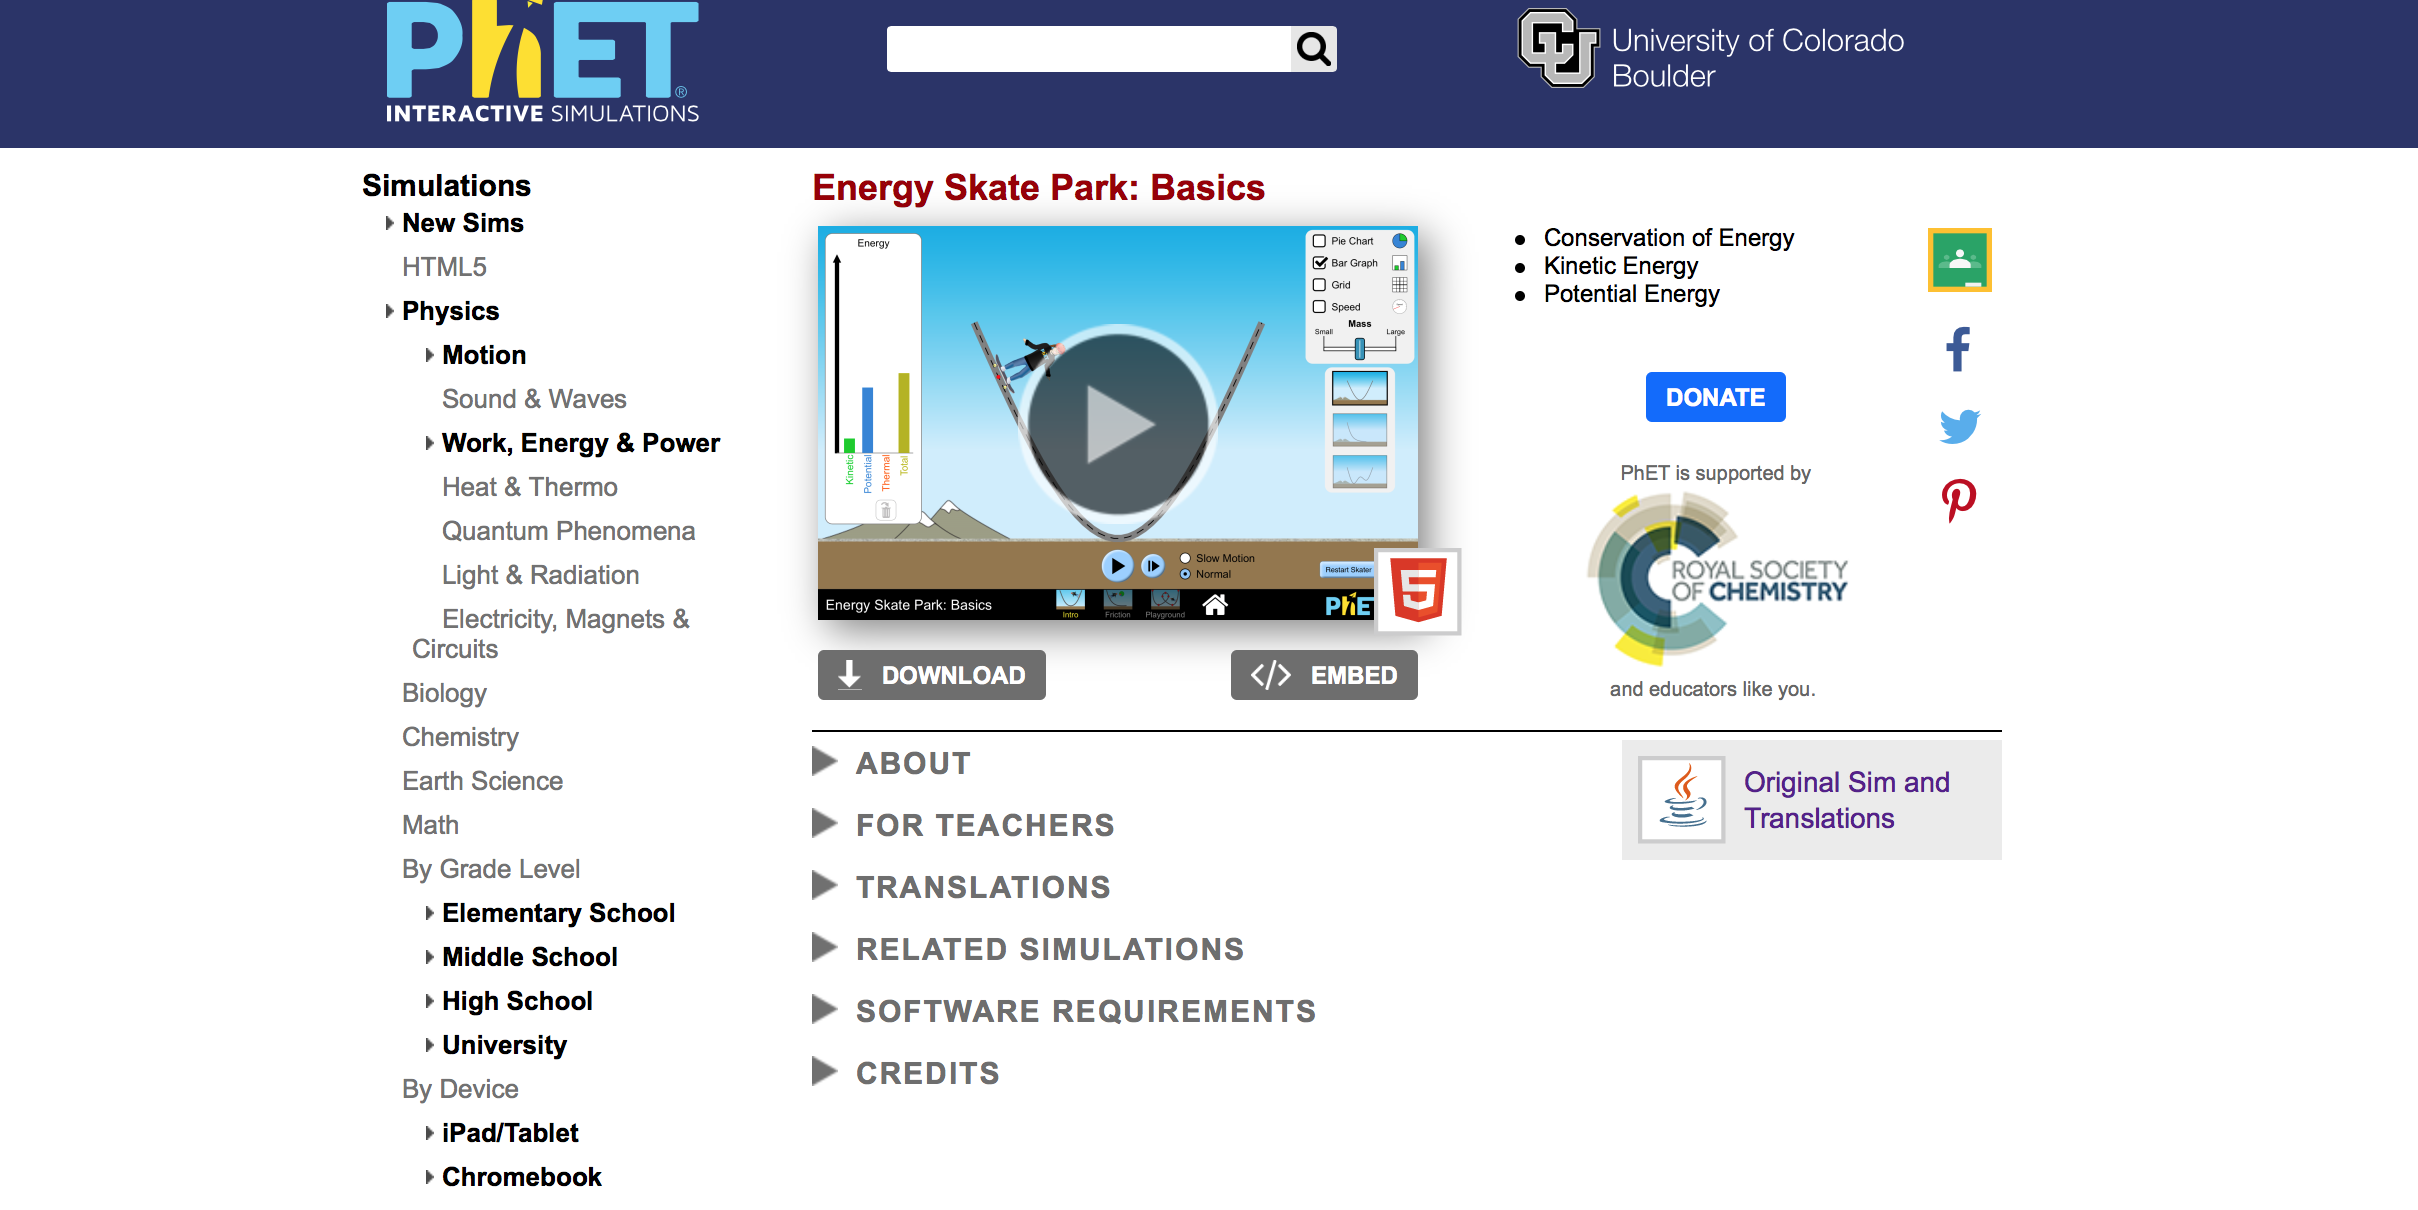 PhET®
INTERACTIVE SIMULATIONS
University of Colorado
Boulder
Simulations
New Sims
HTML5
Physics
Motion
Sound & Waves
Work, Energy & Power
Heat & Thermo
Quantum Phenomena
Light & Radiation
Electricity, Magnets &
Circuits
Biology
Chemistry
Earth Science
Math
By Grade Level
Elementary School
Middle School
High School
University
By Device
iPad/Tablet
Chromebook
Energy Skate Park: Basics
Energy
Kinetic
Potential
Thermal
Total
Pie Chart
Bar Graph
Grid
Speed
Mass
Small Large
Slow Motion
Normal
Restart Skater
Energy Skate Park: Basics
Intro
Friction
Playground
PhE
5
DOWNLOAD
</> EMBED
Conservation of Energy
Kinetic Energy
Potential Energy
DONATE
PhET is supported by
ROYAL SOCIETY
OF CHEMISTRY
and educators like you.
ABOUT
FOR TEACHERS
TRANSLATIONS
RELATED SIMULATIONS
SOFTWARE REQUIREMENTS
CREDITS
Original Sim and
Translations